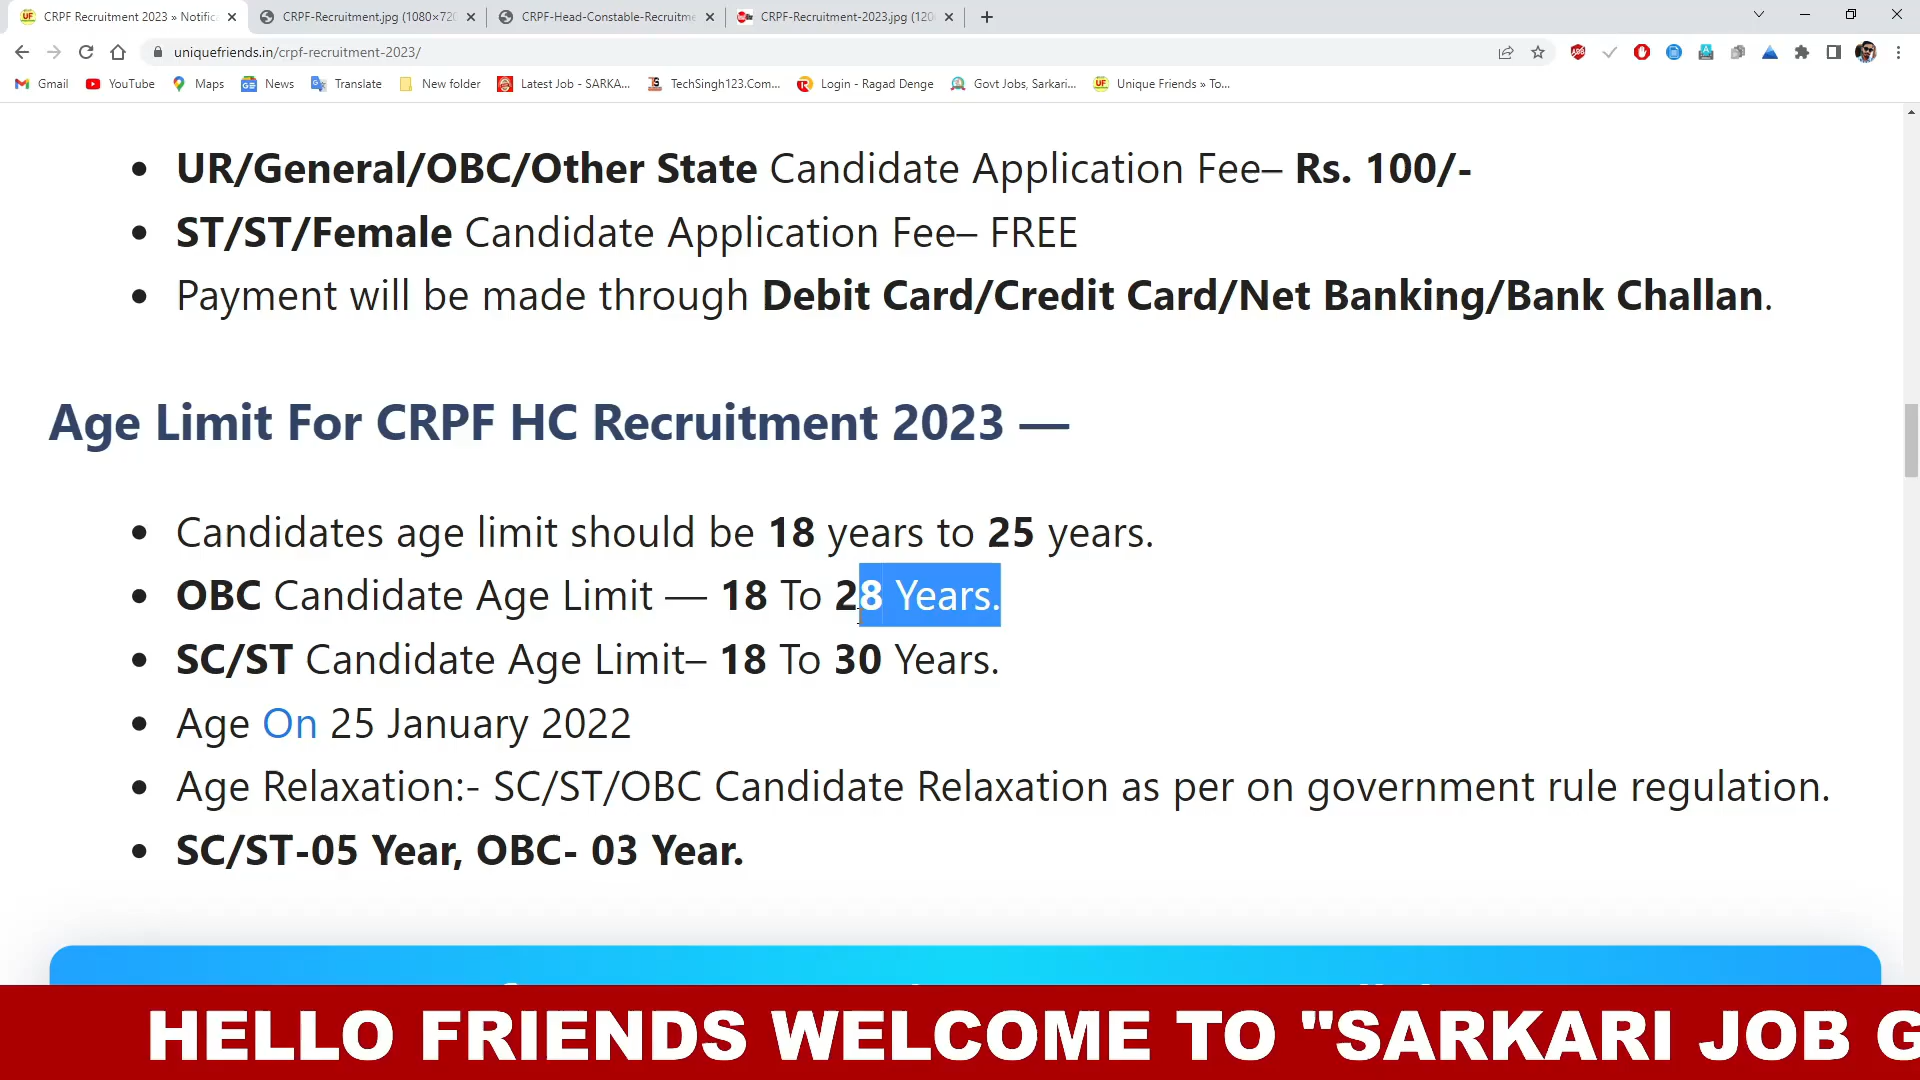 CRPF Recruitment 2023 » Notific
CRPF-Recruitment.jpg (1080×720
CRPF-Head-Constable-Recruitme
CRPF-Recruitment-2023.jpg (120
uniquefriends.in/crpf-recruitment-2023/
Gmail
YouTube
Maps
News
Translate
New folder
Latest Job - SARKA...
TechSingh123.Com...
Login - Ragad Denge
Govt Jobs, Sarkari...
Unique Friends » To...
• UR/General/OBC/Other State Candidate Application Fee– Rs. 100/-
• ST/ST/Female Candidate Application Fee– FREE
• Payment will be made through Debit Card/Credit Card/Net Banking/Bank Challan.
Age Limit For CRPF HC Recruitment 2023 —
• Candidates age limit should be 18 years to 25 years.
• OBC Candidate Age Limit — 18 To 28 Years.
• SC/ST Candidate Age Limit– 18 To 30 Years.
• Age On 25 January 2022
• Age Relaxation:- SC/ST/OBC Candidate Relaxation as per on government rule regulation.
• SC/ST-05 Year, OBC- 03 Year.
HELLO FRIENDS WELCOME TO "SARKARI JOB G